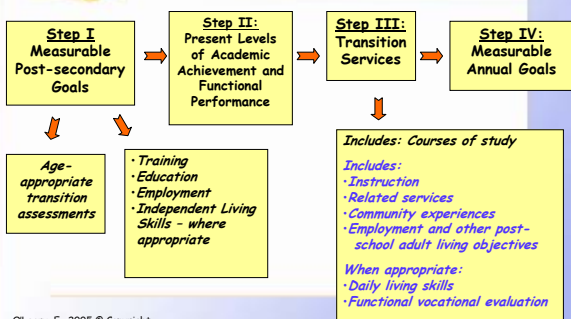 Step I
Measurable
Post-secondary
Goals
Step II:
Present Levels
of Academic
Achievement and
Functional
Performance
Step III:
Transition
Services
Step IV:
Measurable
Annual Goals
Age-
appropriate
transition
assessments
•Training
•Education
•Employment
•Independent Living
Skills – where
appropriate
Includes: Courses of study
Includes:
•Instruction
•Related services
•Community experiences
•Employment and other post-
school adult living objectives
When appropriate:
•Daily living skills
•Functional vocational evaluation
2005 ©